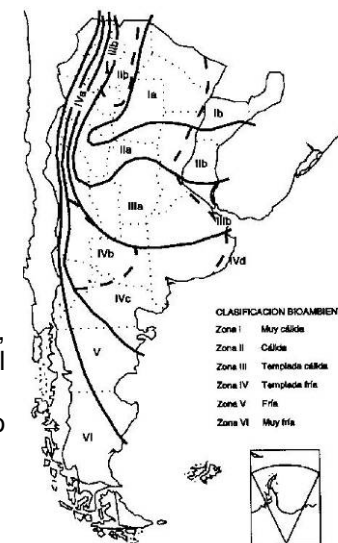 IVa
IIIb
IIb
Ia
Ib
IIa
IIb
IIIa
IIIb
IVb
IVd
IVc
CLASIFICACION BIOAMBIEN
Zona I Muy cálida
Zona II Cálida
Zona III Templada cálida
Zona IV Templada fría
Zona V Fría
Zona VI Muy fría
V
VI